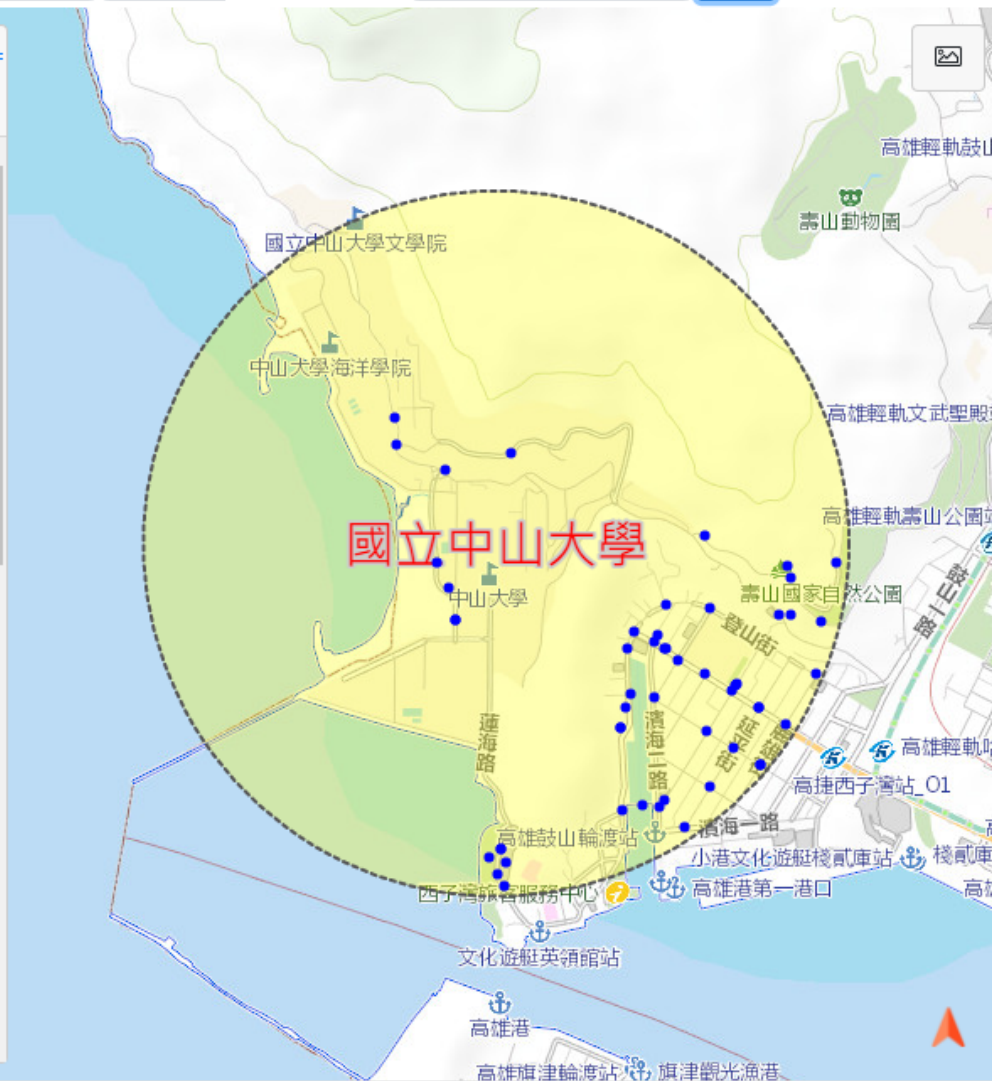 高雄輕軌鼓山
壽山動物園
國立中山大學文學院
中山大學海洋學院
高雄輕軌文武聖殿站
高雄輕軌壽山公園站
國立中山大學
鼓山一路
壽山國家自然公園
中山大學
登山街
蓮海路
濱海二路
延平街
高雄輕軌哈
高捷西子灣站_O1
濱海一路
高雄鼓山輪渡站
小港文化遊艇棧貳庫站
棧貳庫
高雄港第一港口
西子灣旅客服務中心
文化遊艇英領館站
高雄港
高雄旗津輪渡站
旗津觀光漁港